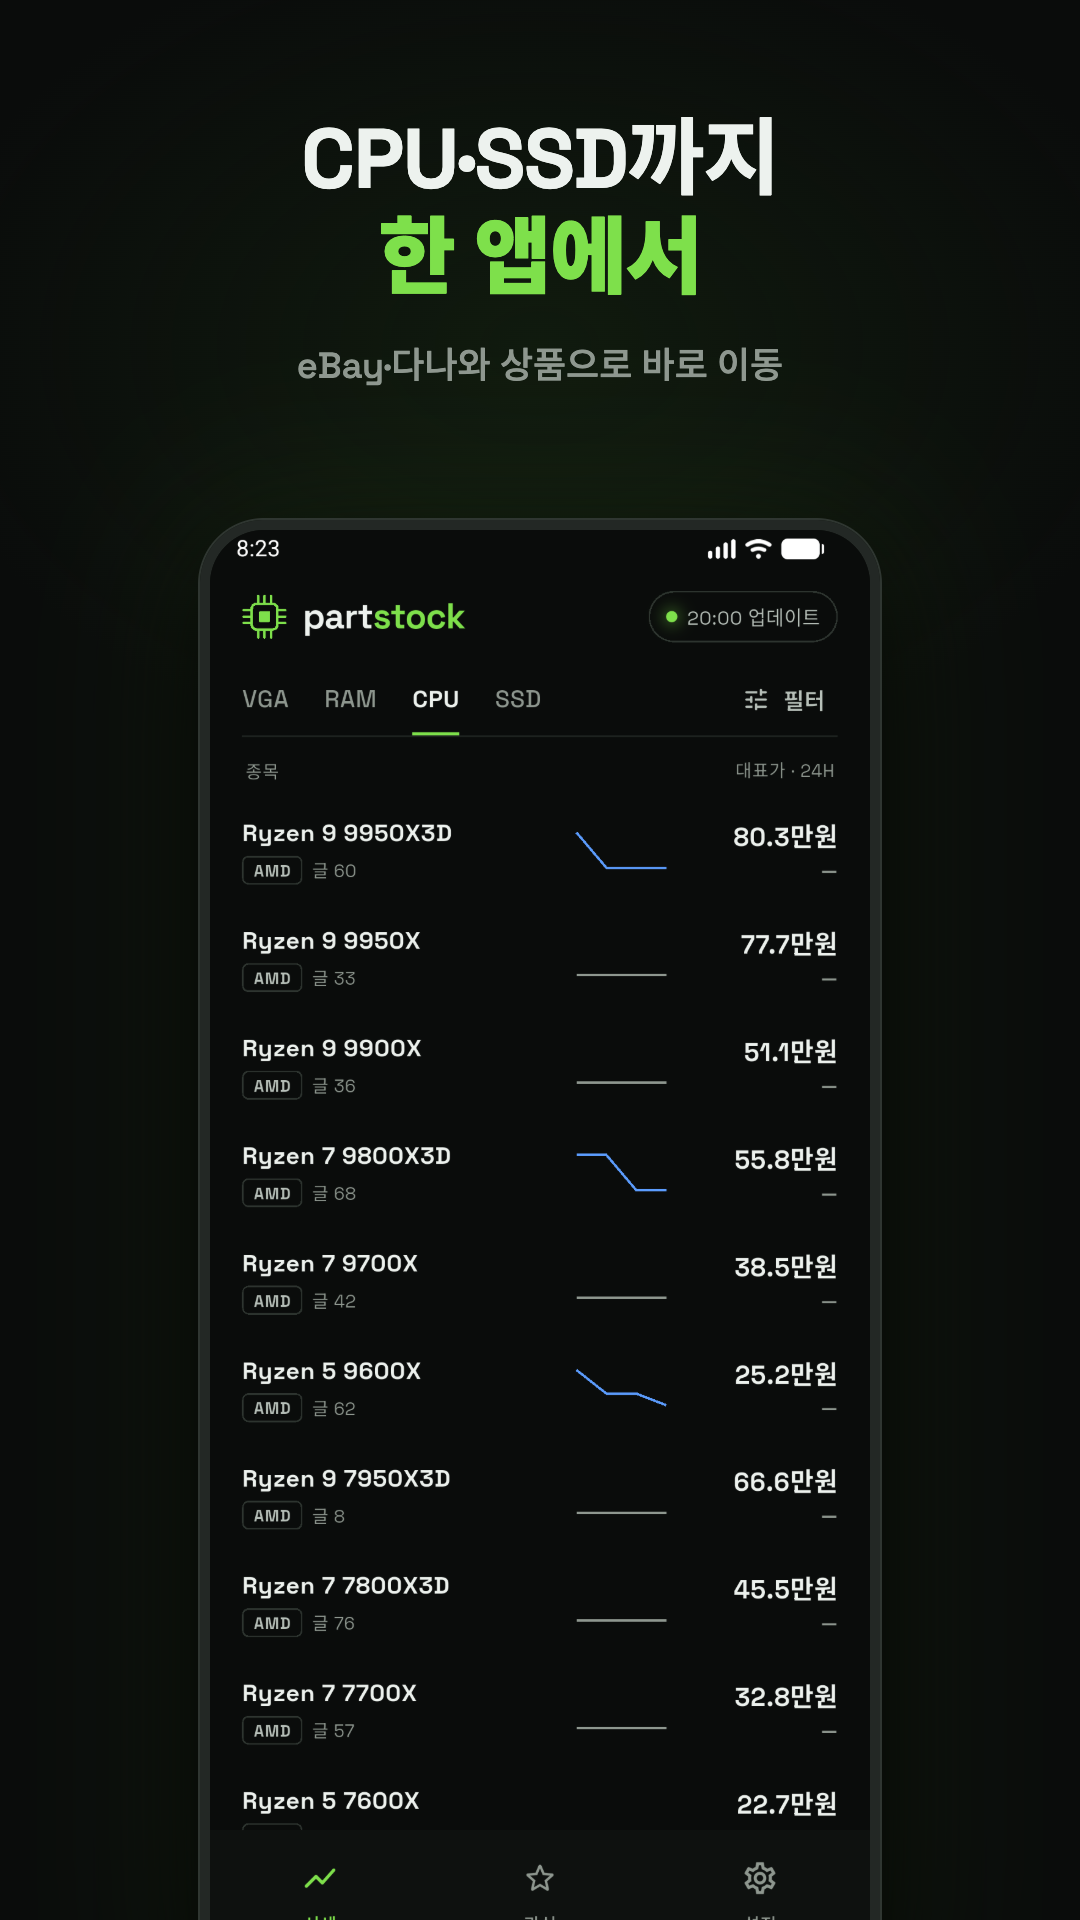 CPU·SSD까지
한 앱에서
eBay·다나와 상품으로 바로 이동
8:23
partstock
20:00 업데이트
VGA RAM CPU SSD 필터
종목 대표가 · 24H
Ryzen 9 9950X3D 80.3만원
AMD 글 60 –
Ryzen 9 9950X 77.7만원
AMD 글 33 –
Ryzen 9 9900X 51.1만원
AMD 글 36 –
Ryzen 7 9800X3D 55.8만원
AMD 글 68 –
Ryzen 7 9700X 38.5만원
AMD 글 42 –
Ryzen 5 9600X 25.2만원
AMD 글 62 –
Ryzen 9 7950X3D 66.6만원
AMD 글 8 –
Ryzen 7 7800X3D 45.5만원
AMD 글 76 –
Ryzen 7 7700X 32.8만원
AMD 글 57 –
Ryzen 5 7600X 22.7만원